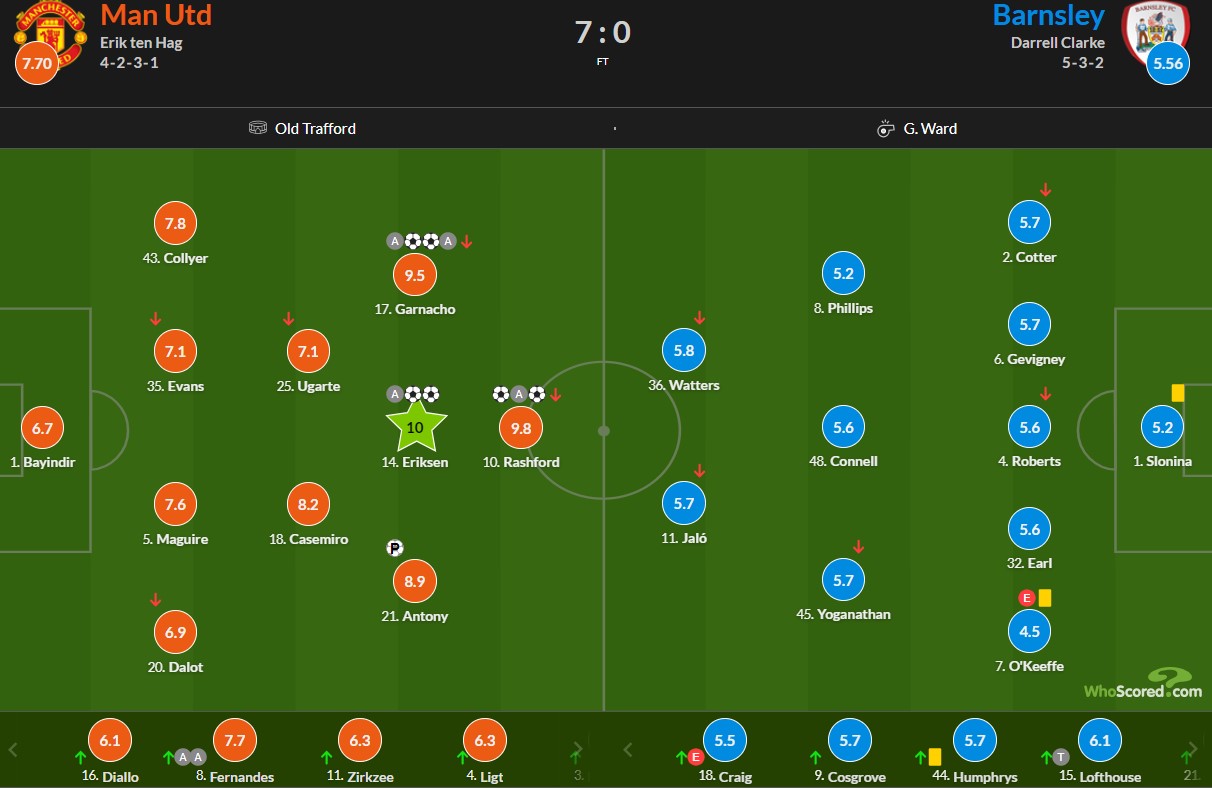 MANCHESTER
Man Utd
Erik ten Hag
4-2-3-1
7.70
7 : 0
FT
Barnsley
Darrell Clarke
5-3-2
BARNSLEY FC
5.56
Old Trafford
G. Ward
7.8
43. Collyer
A A
9.5
17. Garnacho
7.1
35. Evans
7.1
25. Ugarte
A
10
14. Eriksen
A
9.8
10. Rashford
6.7
1. Bayindir
7.6
5. Maguire
8.2
18. Casemiro
P
8.9
21. Antony
6.9
20. Dalot
5.7
2. Cotter
5.2
8. Phillips
5.7
6. Gevigney
5.8
36. Watters
5.6
48. Connell
5.6
4. Roberts
5.2
1. Slonina
5.7
11. Jaló
5.6
32. Earl
5.7
45. Yoganathan
E
4.5
7. O'Keeffe
WhoScored.com
6.1
16. Diallo
A A
7.7
8. Fernandes
6.3
11. Zirkzee
6.3
4. Ligt
3.
E
5.5
18. Craig
5.7
9. Cosgrove
5.7
44. Humphrys
T
6.1
15. Lofthouse
21.